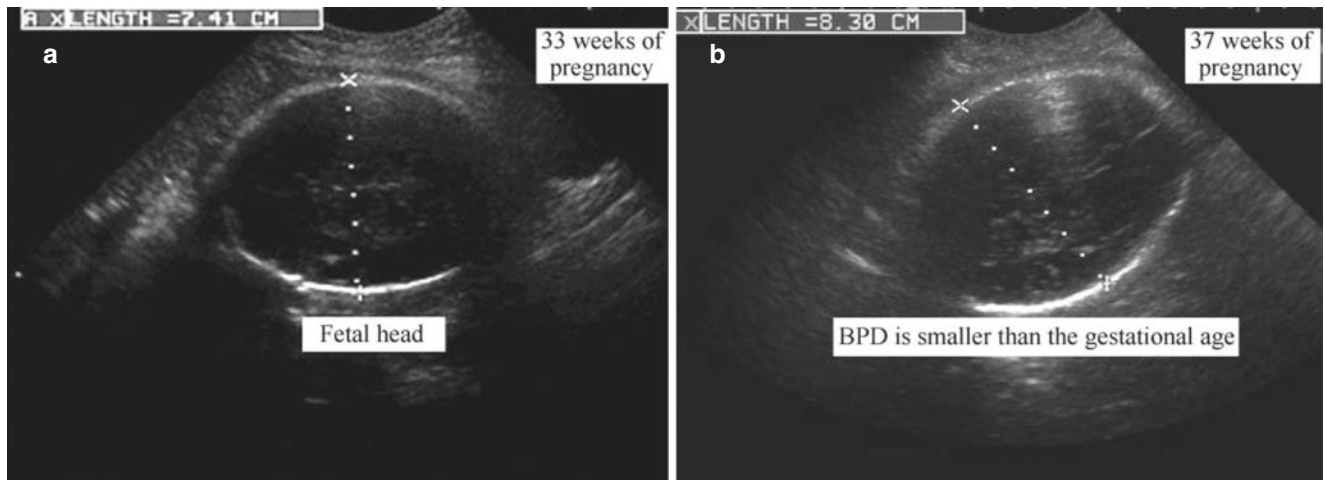 A X LENGTH =7.41 CM
a
33 weeks of
pregnancy
Fetal head
X LENGTH =8.30 CM
b
37 weeks of
pregnancy
BPD is smaller than the gestational age